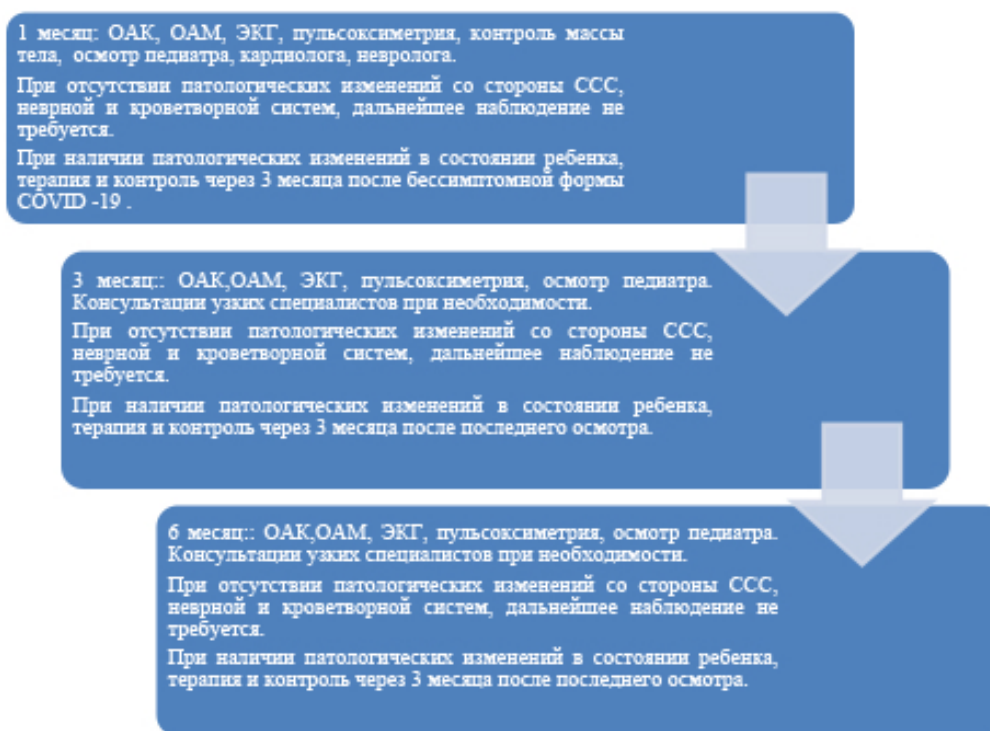 1 месяц: ОАК, ОАМ, ЭКГ, пульсоксиметрия, контроль массы
тела, осмотр педиатра, кардиолога, невролога.
При отсутствии патологических изменений со стороны ССС,
неврной и кроветворной систем, дальнейшее наблюдение не
требуется.
При наличии патологических изменений в состоянии ребенка,
терапия и контроль через 3 месяца после бессимптомной формы
COVID -19 .
3 месяц:: ОАК,ОАМ, ЭКГ, пульсоксиметрия, осмотр педиатра.
Консультации узких специалистов при необходимости.
При отсутствии патологических изменений со стороны ССС,
неврной и кроветворной систем, дальнейшее наблюдение не
требуется.
При наличии патологических изменений в состоянии ребенка,
терапия и контроль через 3 месяца после последнего осмотра.
6 месяц:: ОАК,ОАМ, ЭКГ, пульсоксиметрия, осмотр педиатра.
Консультации узких специалистов при необходимости.
При отсутствии патологических изменений со стороны ССС,
неврной и кроветворной систем, дальнейшее наблюдение не
требуется.
При наличии патологических изменений в состоянии ребенка,
терапия и контроль через 3 месяца после последнего осмотра.